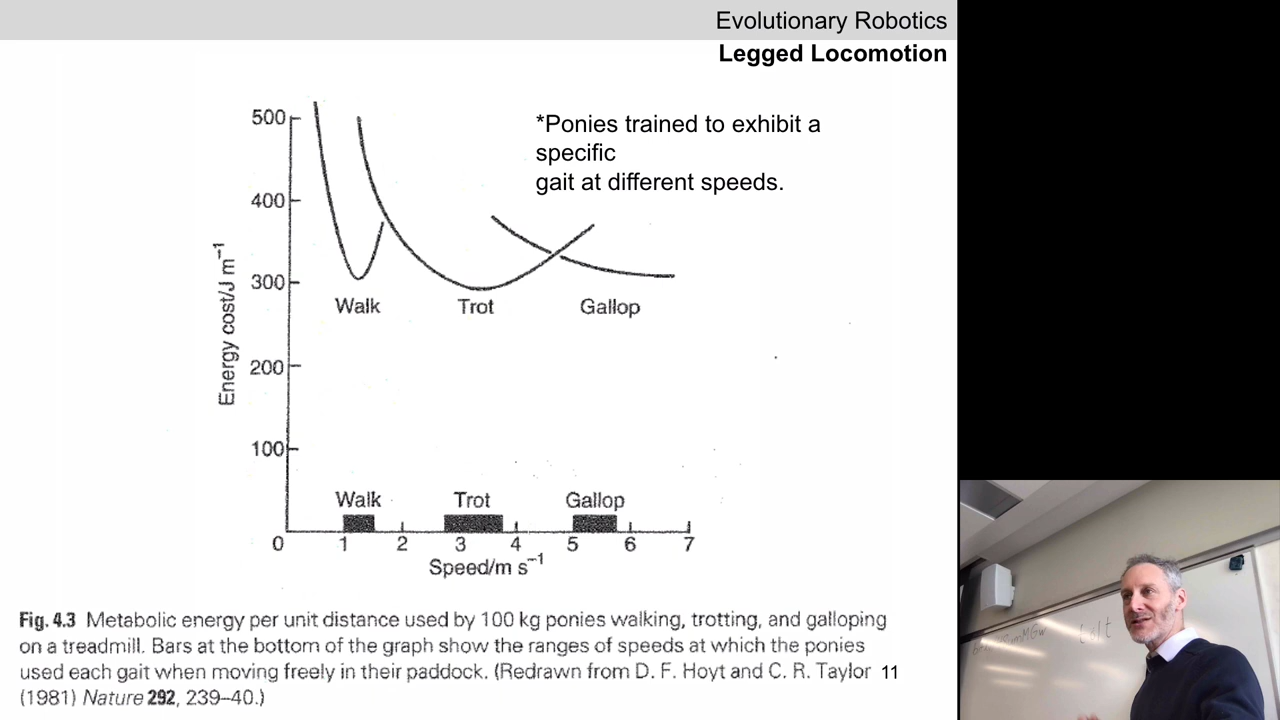 Evolutionary Robotics
Legged Locomotion
*Ponies trained to exhibit a
specific
gait at different speeds.
500
400
300
200
100
Energy cost/J m⁻¹
Walk Trot Gallop
Walk Trot Gallop
0 1 2 3 4 5 6 7
Speed/m s⁻¹
Fig. 4.3 Metabolic energy per unit distance used by 100 kg ponies walking, trotting, and galloping
on a treadmill. Bars at the bottom of the graph show the ranges of speeds at which the ponies
used each gait when moving freely in their paddock. (Redrawn from D. F. Hoyt and C. R. Taylor
(1981) Nature 292, 239–40.)
11